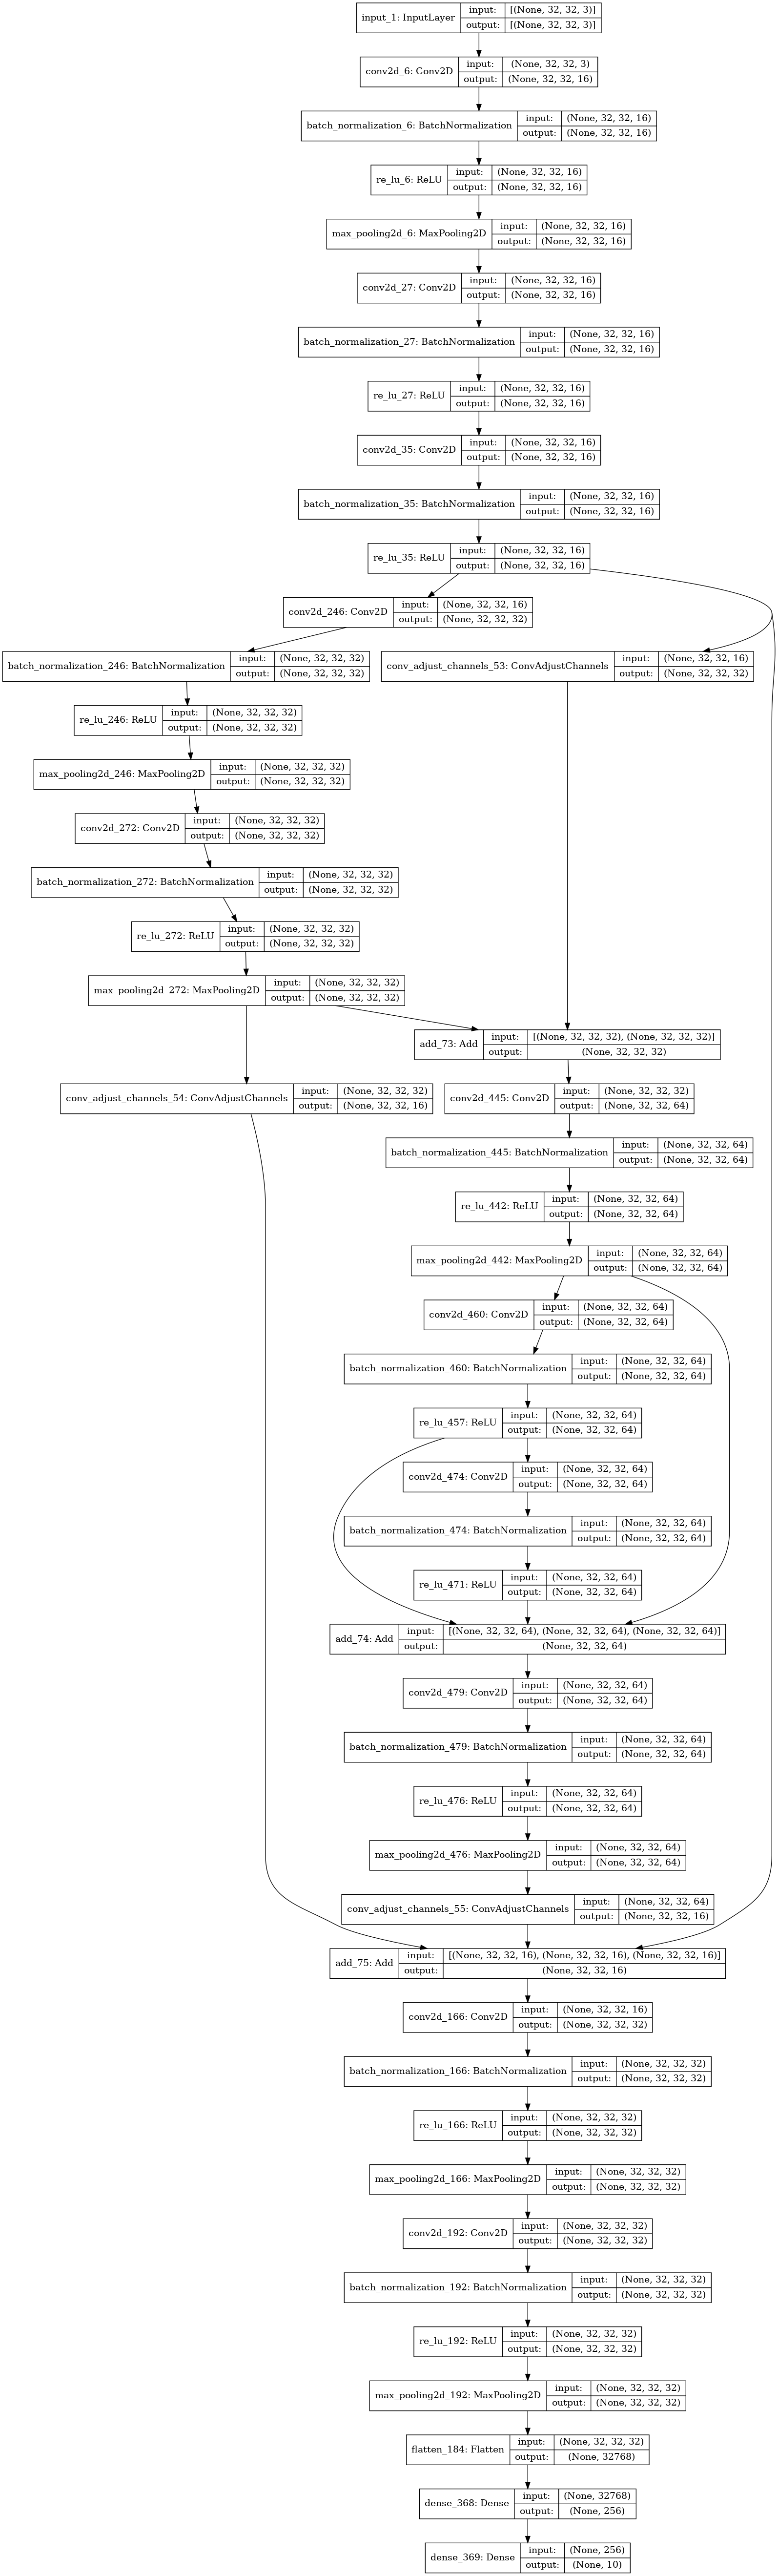 input_1: InputLayer input: [(None, 32, 32, 3)]
output: [(None, 32, 32, 3)]
conv2d_6: Conv2D input: (None, 32, 32, 3)
output: (None, 32, 32, 16)
batch_normalization_6: BatchNormalization input: (None, 32, 32, 16)
output: (None, 32, 32, 16)
re_lu_6: ReLU input: (None, 32, 32, 16)
output: (None, 32, 32, 16)
max_pooling2d_6: MaxPooling2D input: (None, 32, 32, 16)
output: (None, 32, 32, 16)
conv2d_27: Conv2D input: (None, 32, 32, 16)
output: (None, 32, 32, 16)
batch_normalization_27: BatchNormalization input: (None, 32, 32, 16)
output: (None, 32, 32, 16)
re_lu_27: ReLU input: (None, 32, 32, 16)
output: (None, 32, 32, 16)
conv2d_35: Conv2D input: (None, 32, 32, 16)
output: (None, 32, 32, 16)
batch_normalization_35: BatchNormalization input: (None, 32, 32, 16)
output: (None, 32, 32, 16)
re_lu_35: ReLU input: (None, 32, 32, 16)
output: (None, 32, 32, 16)
conv2d_246: Conv2D input: (None, 32, 32, 16)
output: (None, 32, 32, 32)
batch_normalization_246: BatchNormalization input: (None, 32, 32, 32)
output: (None, 32, 32, 32)
conv_adjust_channels_53: ConvAdjustChannels input: (None, 32, 32, 16)
output: (None, 32, 32, 32)
re_lu_246: ReLU input: (None, 32, 32, 32)
output: (None, 32, 32, 32)
max_pooling2d_246: MaxPooling2D input: (None, 32, 32, 32)
output: (None, 32, 32, 32)
conv2d_272: Conv2D input: (None, 32, 32, 32)
output: (None, 32, 32, 32)
batch_normalization_272: BatchNormalization input: (None, 32, 32, 32)
output: (None, 32, 32, 32)
re_lu_272: ReLU input: (None, 32, 32, 32)
output: (None, 32, 32, 32)
max_pooling2d_272: MaxPooling2D input: (None, 32, 32, 32)
output: (None, 32, 32, 32)
add_73: Add input: [(None, 32, 32, 32), (None, 32, 32, 32)]
output: (None, 32, 32, 32)
conv_adjust_channels_54: ConvAdjustChannels input: (None, 32, 32, 32)
output: (None, 32, 32, 16)
conv2d_445: Conv2D input: (None, 32, 32, 32)
output: (None, 32, 32, 64)
batch_normalization_445: BatchNormalization input: (None, 32, 32, 64)
output: (None, 32, 32, 64)
re_lu_442: ReLU input: (None, 32, 32, 64)
output: (None, 32, 32, 64)
max_pooling2d_442: MaxPooling2D input: (None, 32, 32, 64)
output: (None, 32, 32, 64)
conv2d_460: Conv2D input: (None, 32, 32, 64)
output: (None, 32, 32, 64)
batch_normalization_460: BatchNormalization input: (None, 32, 32, 64)
output: (None, 32, 32, 64)
re_lu_457: ReLU input: (None, 32, 32, 64)
output: (None, 32, 32, 64)
conv2d_474: Conv2D input: (None, 32, 32, 64)
output: (None, 32, 32, 64)
batch_normalization_474: BatchNormalization input: (None, 32, 32, 64)
output: (None, 32, 32, 64)
re_lu_471: ReLU input: (None, 32, 32, 64)
output: (None, 32, 32, 64)
add_74: Add input: [(None, 32, 32, 64), (None, 32, 32, 64), (None, 32, 32, 64)]
output: (None, 32, 32, 64)
conv2d_479: Conv2D input: (None, 32, 32, 64)
output: (None, 32, 32, 64)
batch_normalization_479: BatchNormalization input: (None, 32, 32, 64)
output: (None, 32, 32, 64)
re_lu_476: ReLU input: (None, 32, 32, 64)
output: (None, 32, 32, 64)
max_pooling2d_476: MaxPooling2D input: (None, 32, 32, 64)
output: (None, 32, 32, 64)
conv_adjust_channels_55: ConvAdjustChannels input: (None, 32, 32, 64)
output: (None, 32, 32, 16)
add_75: Add input: [(None, 32, 32, 16), (None, 32, 32, 16), (None, 32, 32, 16)]
output: (None, 32, 32, 16)
conv2d_166: Conv2D input: (None, 32, 32, 16)
output: (None, 32, 32, 32)
batch_normalization_166: BatchNormalization input: (None, 32, 32, 32)
output: (None, 32, 32, 32)
re_lu_166: ReLU input: (None, 32, 32, 32)
output: (None, 32, 32, 32)
max_pooling2d_166: MaxPooling2D input: (None, 32, 32, 32)
output: (None, 32, 32, 32)
conv2d_192: Conv2D input: (None, 32, 32, 32)
output: (None, 32, 32, 32)
batch_normalization_192: BatchNormalization input: (None, 32, 32, 32)
output: (None, 32, 32, 32)
re_lu_192: ReLU input: (None, 32, 32, 32)
output: (None, 32, 32, 32)
max_pooling2d_192: MaxPooling2D input: (None, 32, 32, 32)
output: (None, 32, 32, 32)
flatten_184: Flatten input: (None, 32, 32, 32)
output: (None, 32768)
dense_368: Dense input: (None, 32768)
output: (None, 256)
dense_369: Dense input: (None, 256)
output: (None, 10)